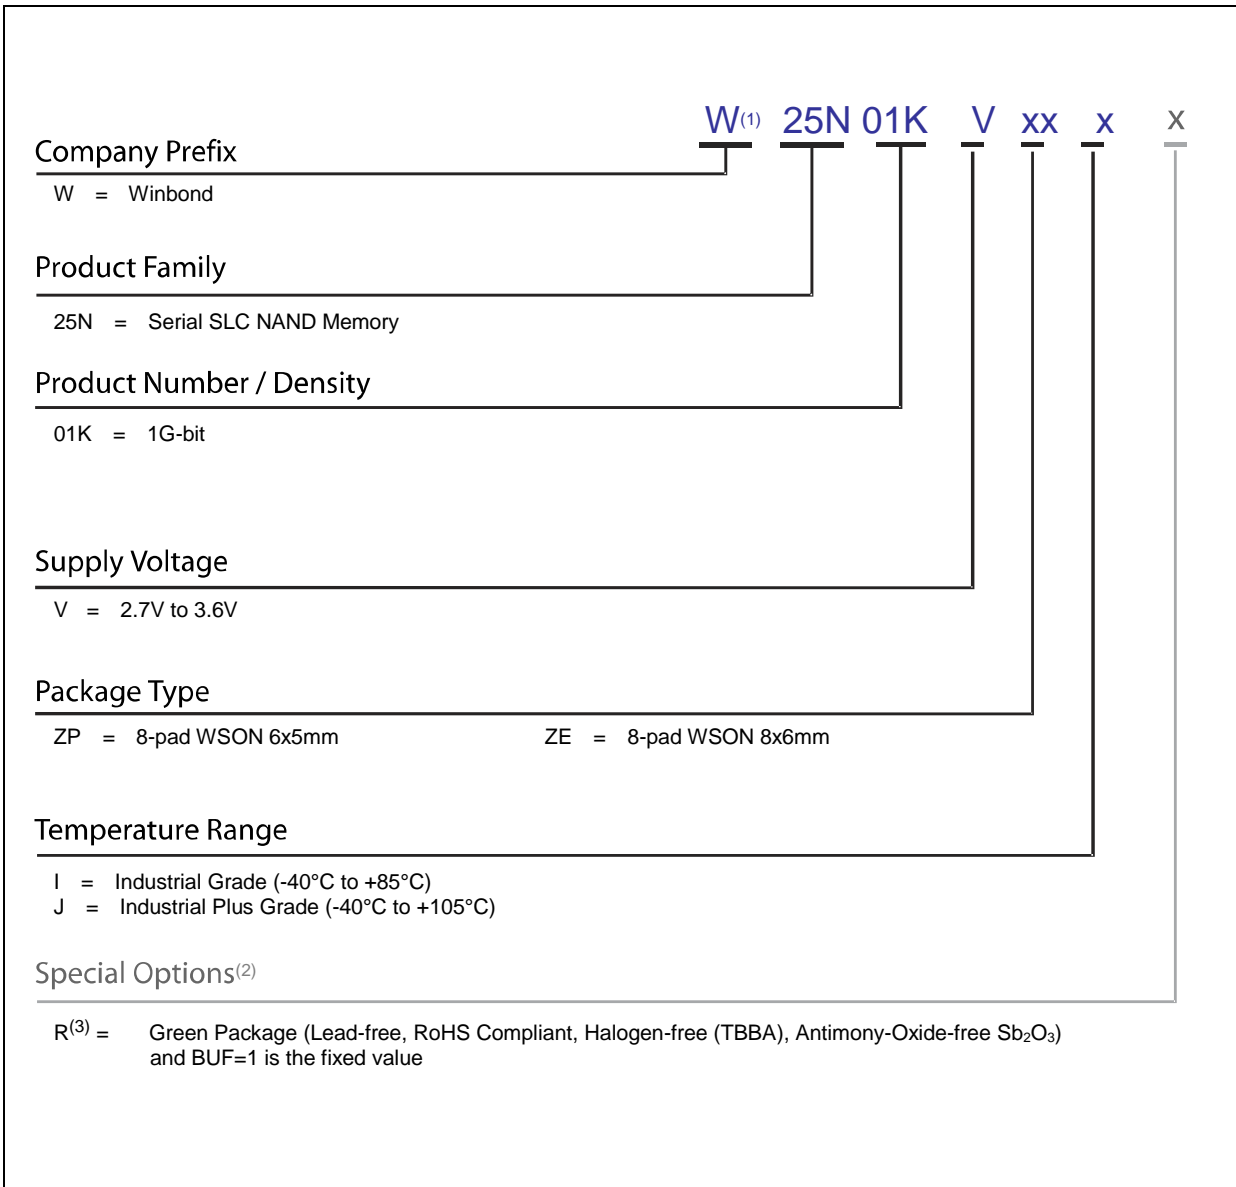 W(1) 25N 01K V xx x x
Company Prefix
W = Winbond
Product Family
25N = Serial SLC NAND Memory
Product Number / Density
01K = 1G-bit
Supply Voltage
V = 2.7V to 3.6V
Package Type
ZP = 8-pad WSON 6x5mm ZE = 8-pad WSON 8x6mm
Temperature Range
I = Industrial Grade (-40°C to +85°C)
J = Industrial Plus Grade (-40°C to +105°C)
Special Options(2)
R(3) = Green Package (Lead-free, RoHS Compliant, Halogen-free (TBBA), Antimony-Oxide-free Sb₂O₃)
and BUF=1 is the fixed value